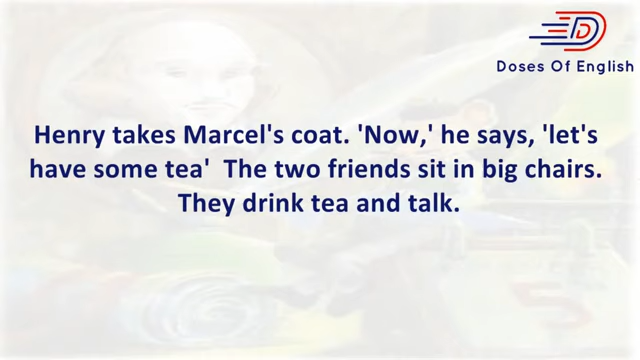 Doses Of English
Henry takes Marcel's coat. 'Now,' he says, 'let's
have some tea'  The two friends sit in big chairs.
They drink tea and talk.